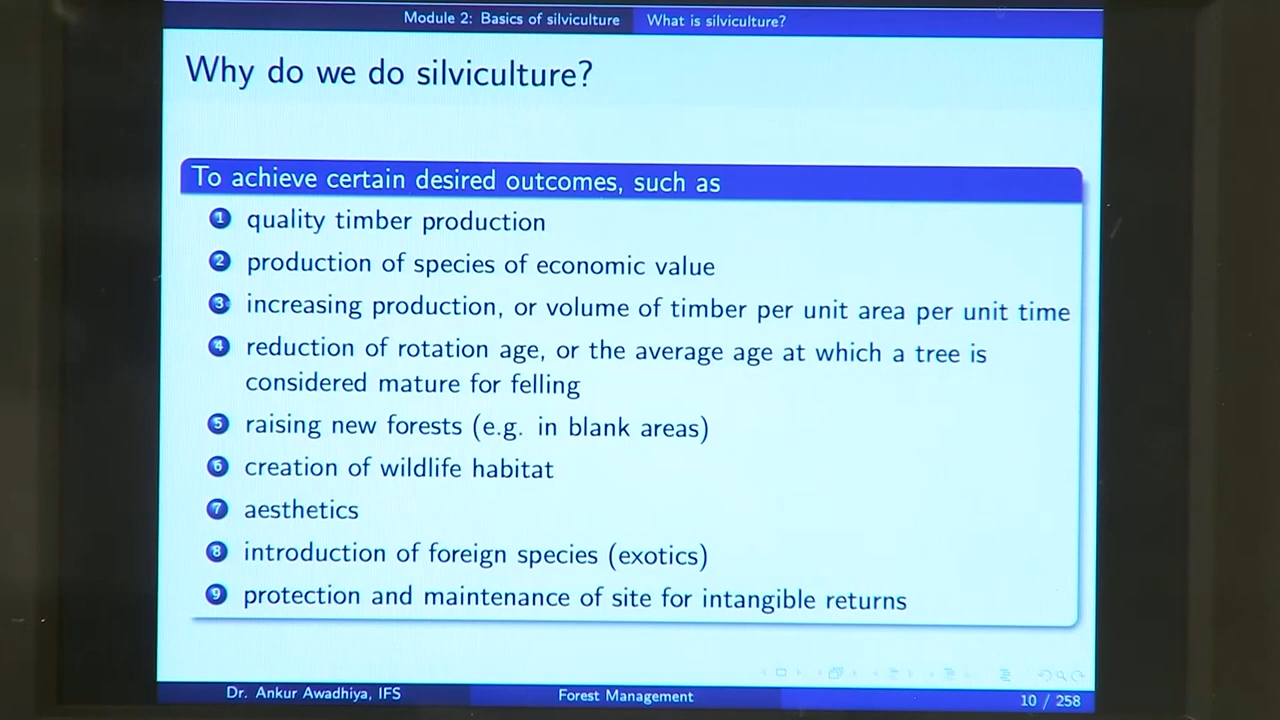 Module 2: Basics of silviculture What is silviculture?
Why do we do silviculture?
To achieve certain desired outcomes, such as
1 quality timber production
2 production of species of economic value
3 increasing production, or volume of timber per unit area per unit time
4 reduction of rotation age, or the average age at which a tree is
considered mature for felling
5 raising new forests (e.g. in blank areas)
6 creation of wildlife habitat
7 aesthetics
8 introduction of foreign species (exotics)
9 protection and maintenance of site for intangible returns
Dr. Ankur Awadhiya, IFS Forest Management 10 / 258